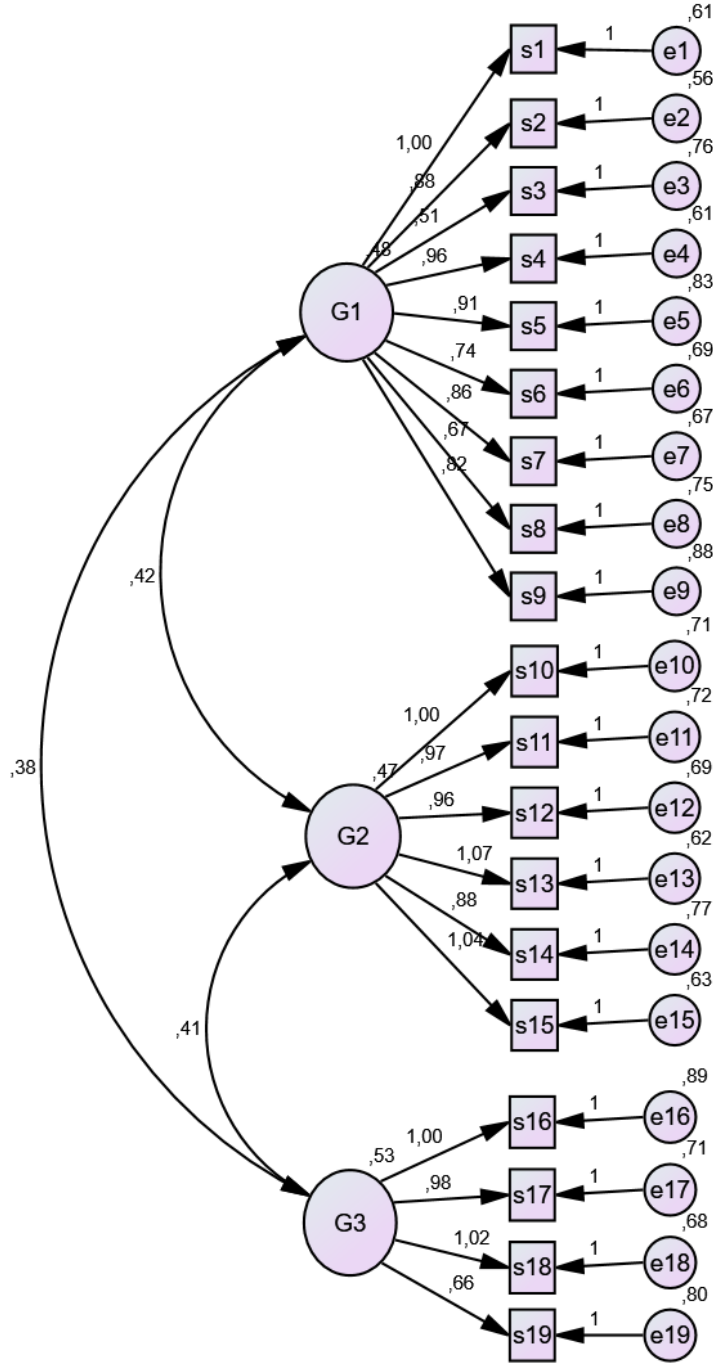 ,61
s1 1 e1
,56
1,00 s2 1 e2
,76
,88 s3 1 e3
,51 ,61
,48 ,96 s4 1 e4
,83
G1 ,91 s5 1 e5
,69
,74 s6 1 e6
,67
,86 s7 1 e7
,67 ,75
,82 s8 1 e8
,88
,42 s9 1 e9
,71
s10 1 e10
,72
1,00 s11 1 e11
,97 ,69
,38 ,47 ,96 s12 1 e12
,62
G2 1,07 s13 1 e13
,77
,88 s14 1 e14
1,04 ,63
s15 1 e15
,41
,89
1,00 s16 1 e16
,53 ,71
,98 s17 1 e17
,68
G3 1,02 s18 1 e18
,66 ,80
s19 1 e19